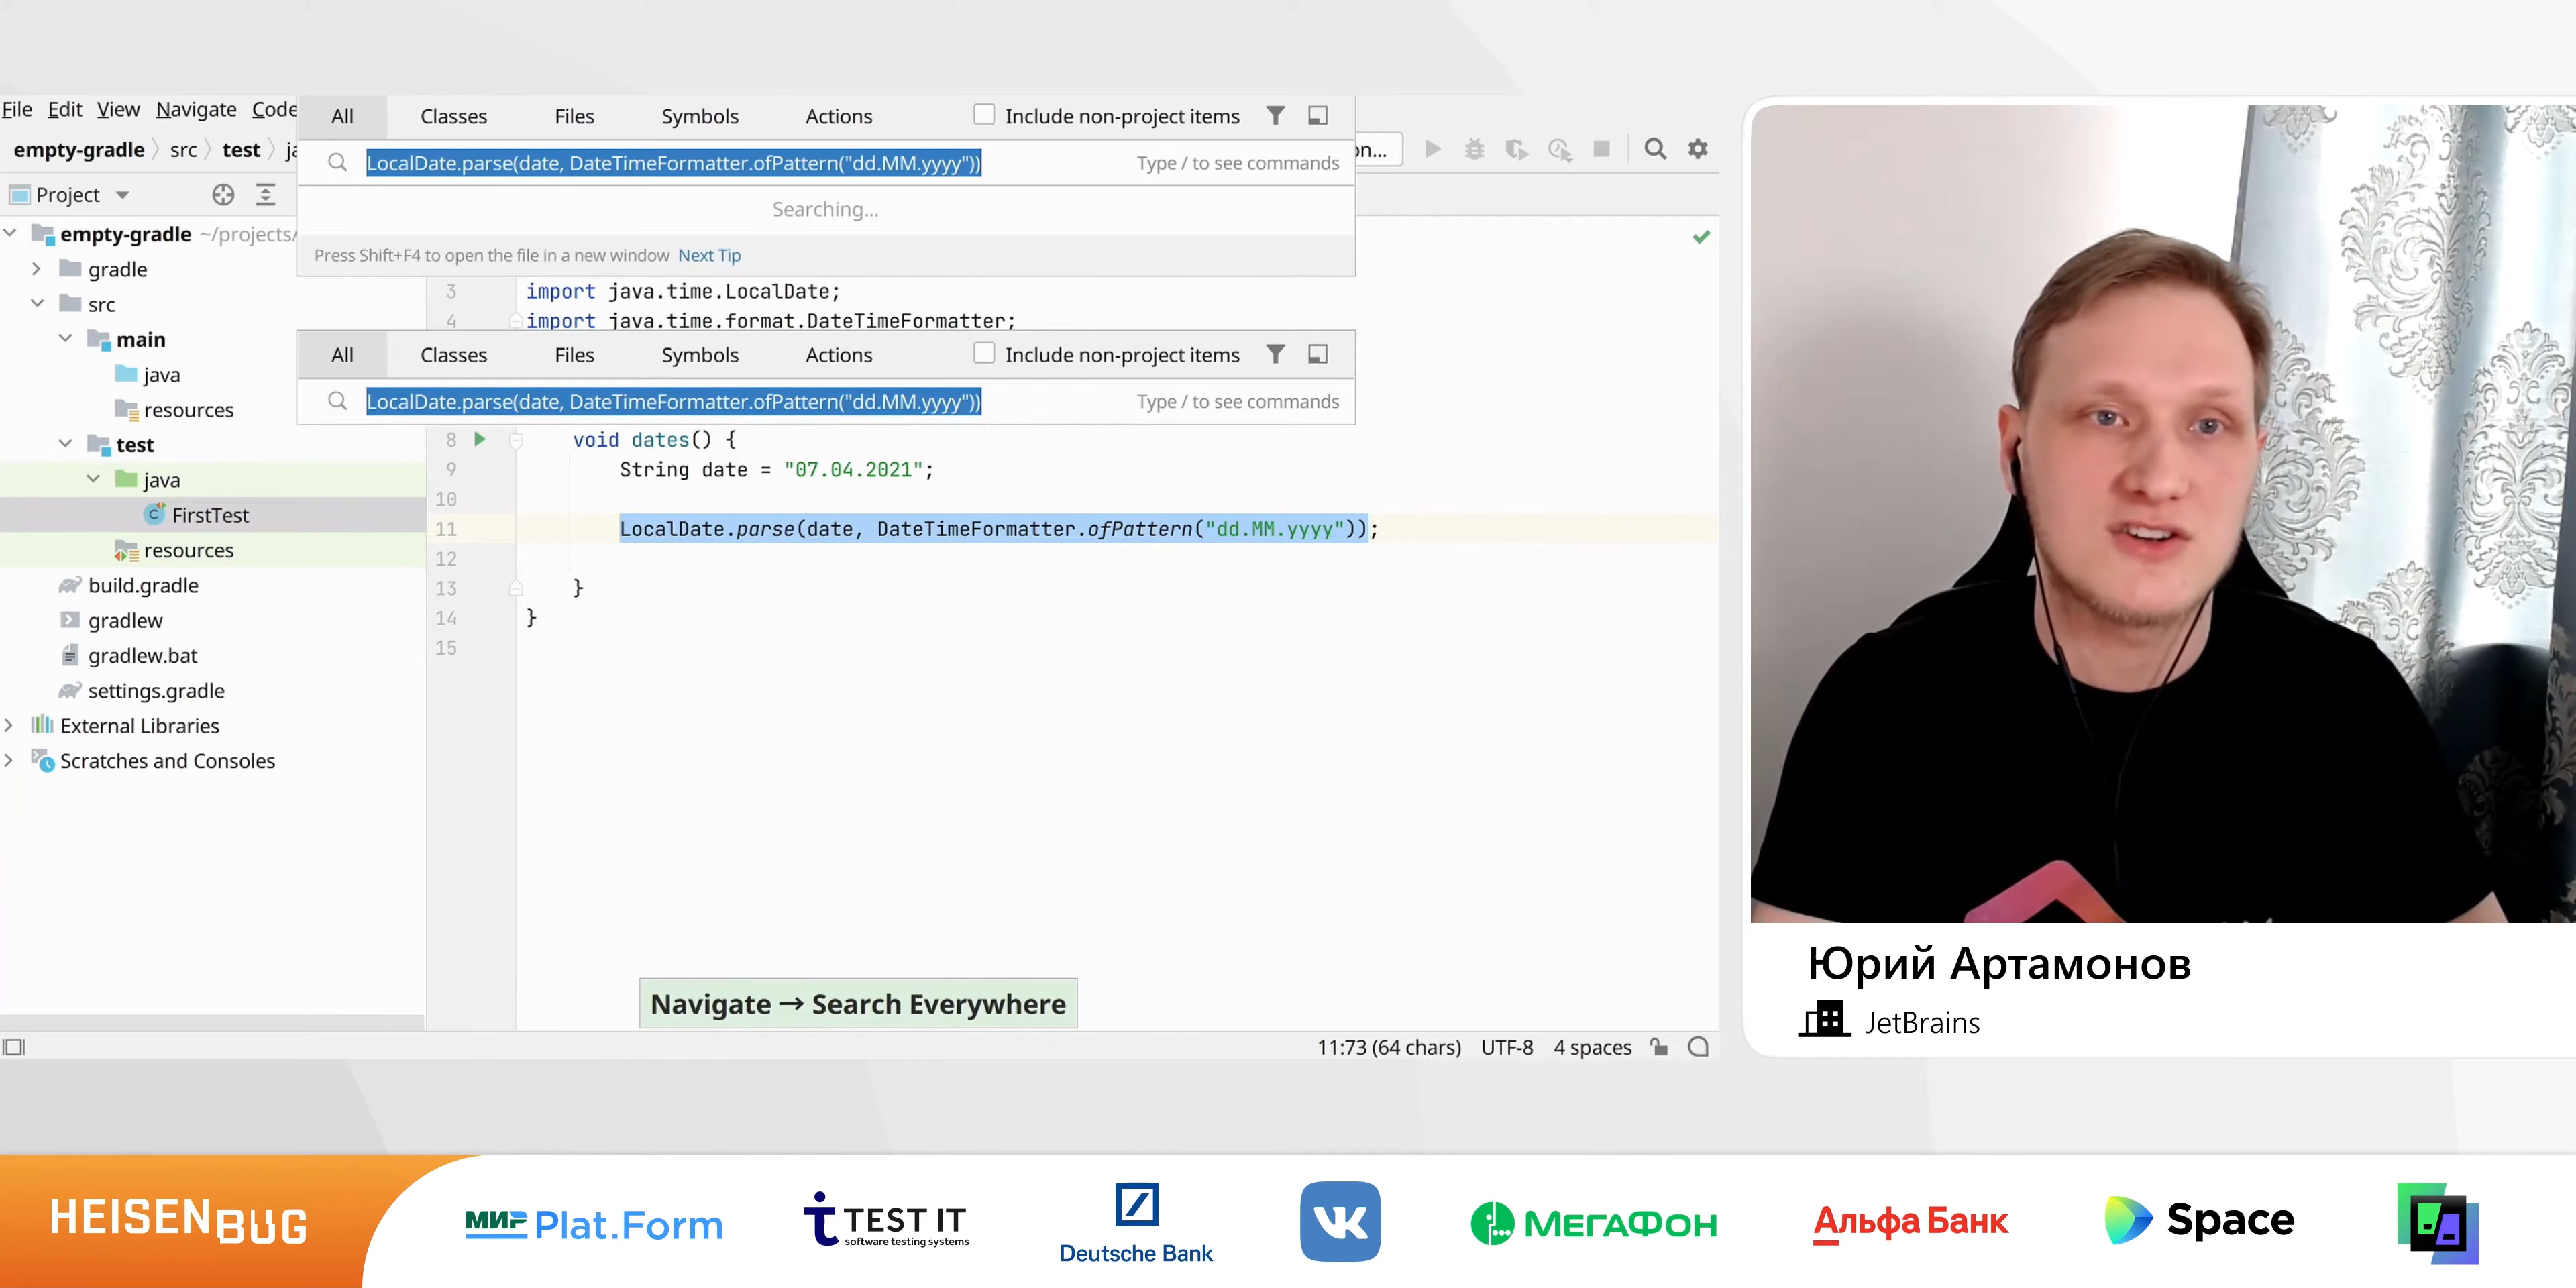 File Edit View Navigate Code
All Classes Files Symbols Actions Include non-project items
empty-gradle src test
LocalDate.parse(date, DateTimeFormatter.ofPattern("dd.MM.yyyy")) Type / to see commands
on...
Project
Searching...
empty-gradle ~/projects/
Press Shift+F4 to open the file in a new window Next Tip
gradle
src
main
java
resources
test
java
FirstTest
resources
build.gradle
gradlew
gradlew.bat
settings.gradle
External Libraries
Scratches and Consoles
3 import java.time.LocalDate;
4 import java.time.format.DateTimeFormatter;
All Classes Files Symbols Actions Include non-project items
LocalDate.parse(date, DateTimeFormatter.ofPattern("dd.MM.yyyy")) Type / to see commands
8 void dates() {
9 String date = "07.04.2021";
10
11 LocalDate.parse(date, DateTimeFormatter.ofPattern("dd.MM.yyyy"));
12
13 }
14 }
15
Navigate → Search Everywhere
11:73 (64 chars) UTF-8 4 spaces
Юрий Артамонов
JetBrains
HEISENBUG
МИР Plat.Form
TEST IT
software testing systems
Deutsche Bank
VK
МЕГАФОН
Альфа Банк
Space